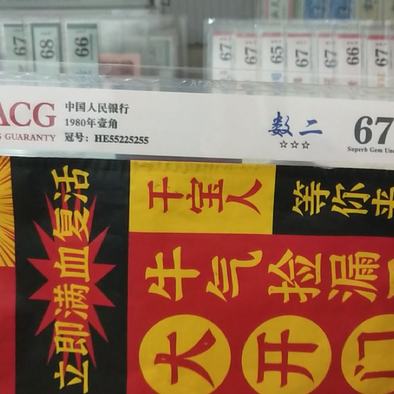 67
68
66
67
67
65
67
67
67
67
ACG
GUARANTY
中国人民银行
1980年壹角
冠号：HE55225255
数二
☆☆☆
67
Superb Gem Unc
立即满血复活
千宝人
等你来
牛气捡漏
大开门